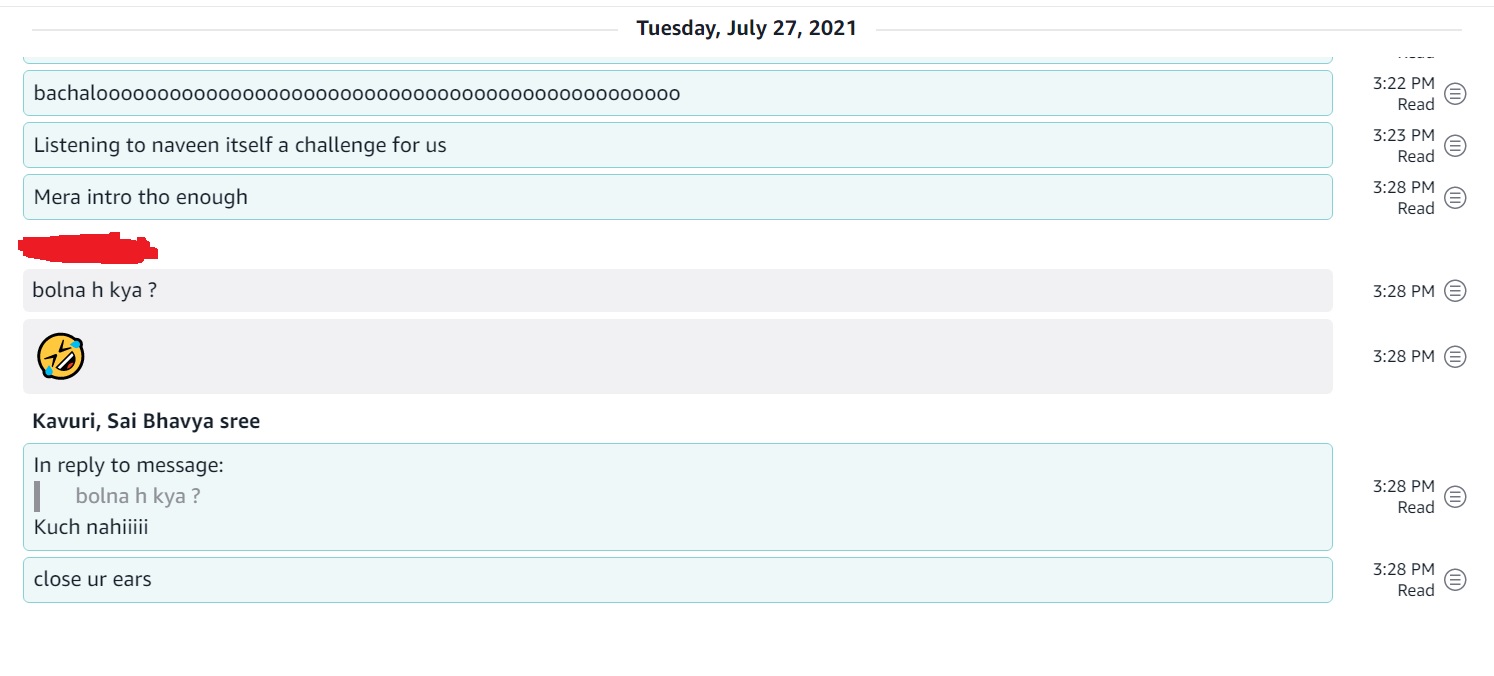 Tuesday, July 27, 2021
bachalooooooooooooooooooooooooooooooooooooooooooooooooo
3:22 PM
Read
Listening to naveen itself a challenge for us
3:23 PM
Read
Mera intro tho enough
3:28 PM
Read
bolna h kya ?
3:28 PM
3:28 PM
Kavuri, Sai Bhavya sree
In reply to message:
bolna h kya ?
Kuch nahiiiii
3:28 PM
Read
close ur ears
3:28 PM
Read